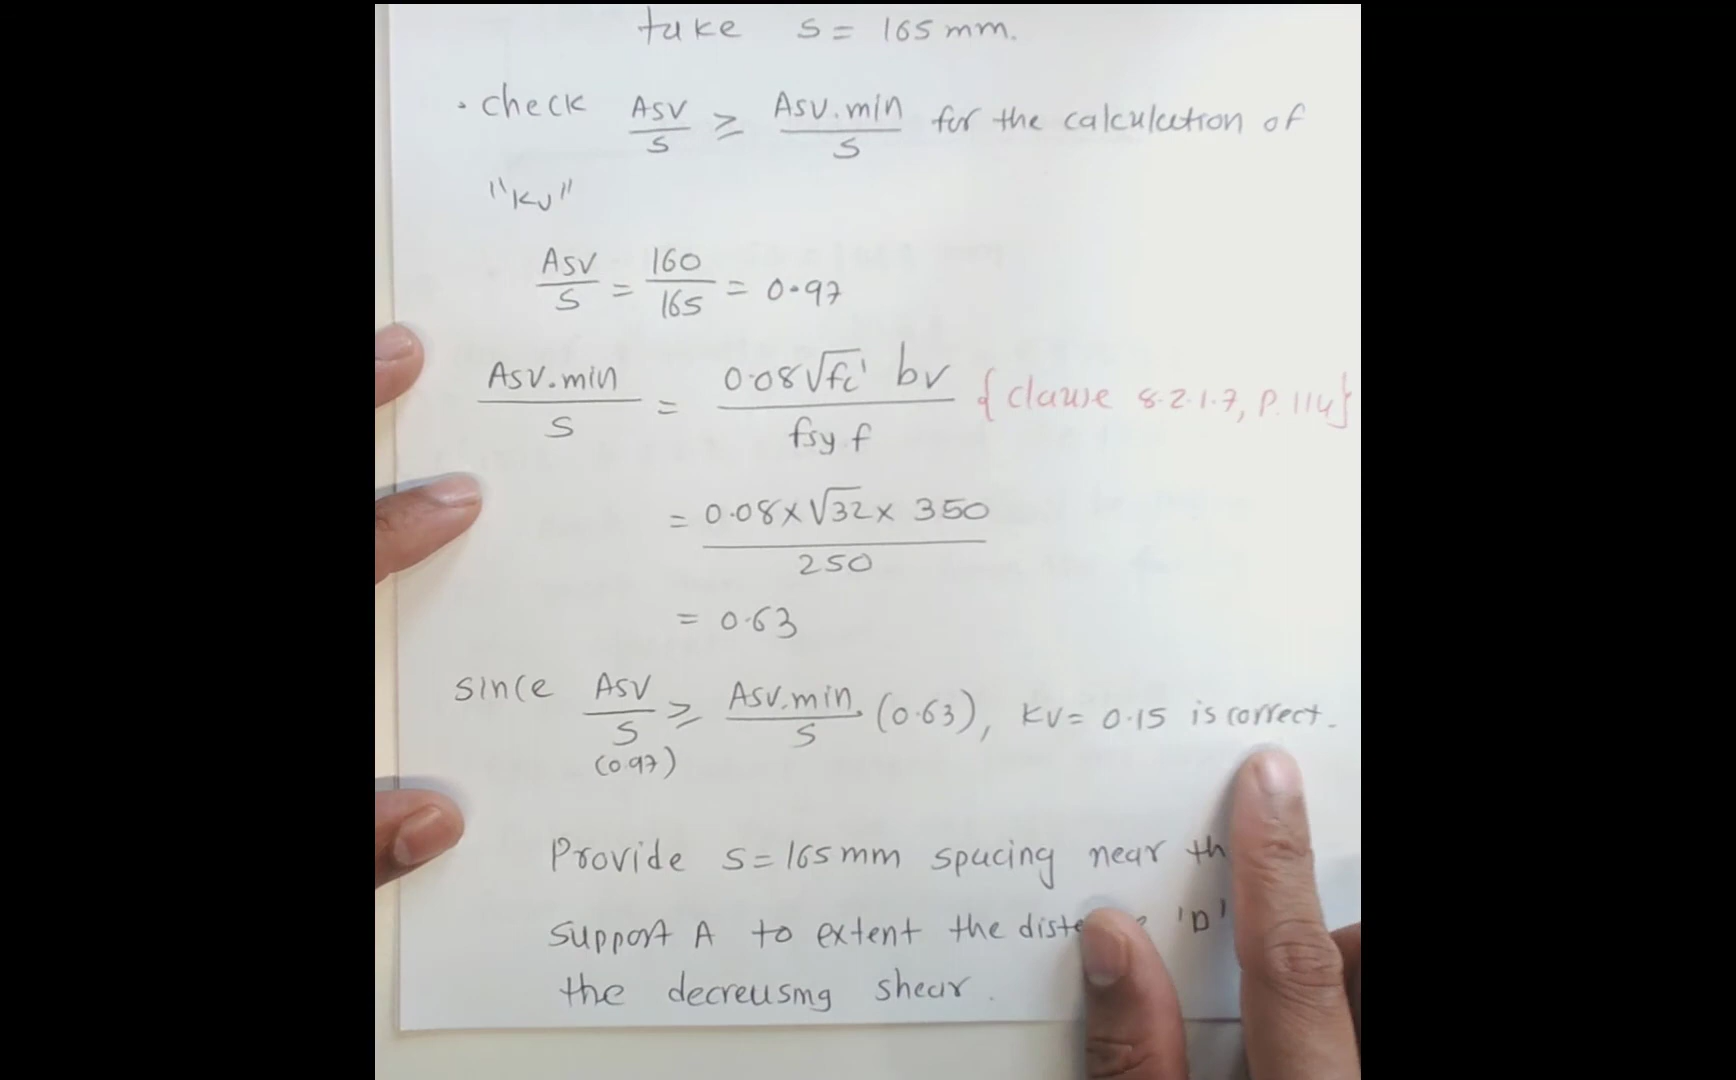 take s = 165 mm.
• check Asv/s ≥ Asv.min/s for the calculation of
"kv"
Asv/s = 160/165 = 0.97
Asv.min/s = 0.08√fc' bv / fsy.f {clause 8.2.1.7, P.114}
= 0.08×√32×350 / 250
= 0.63
since Asv/s (0.97) ≥ Asv.min/s (0.63), kv = 0.15 is correct.
Provide s = 165 mm spacing near
support A to extent the 'D'
the decreasing shear.